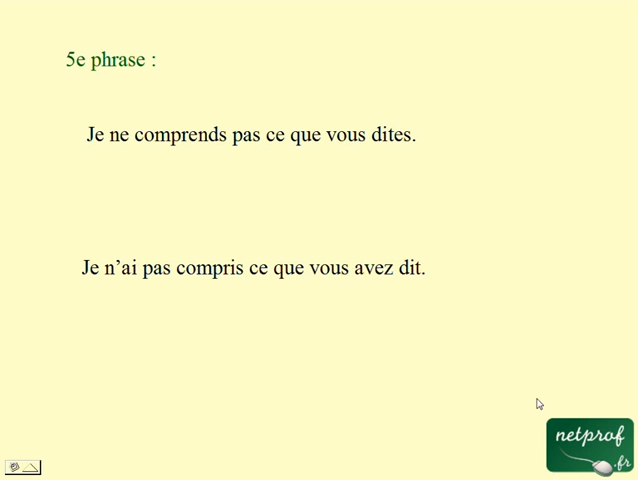 5e phrase :
Je ne comprends pas ce que vous dites.
Je n’ai pas compris ce que vous avez dit.
netprof
.fr